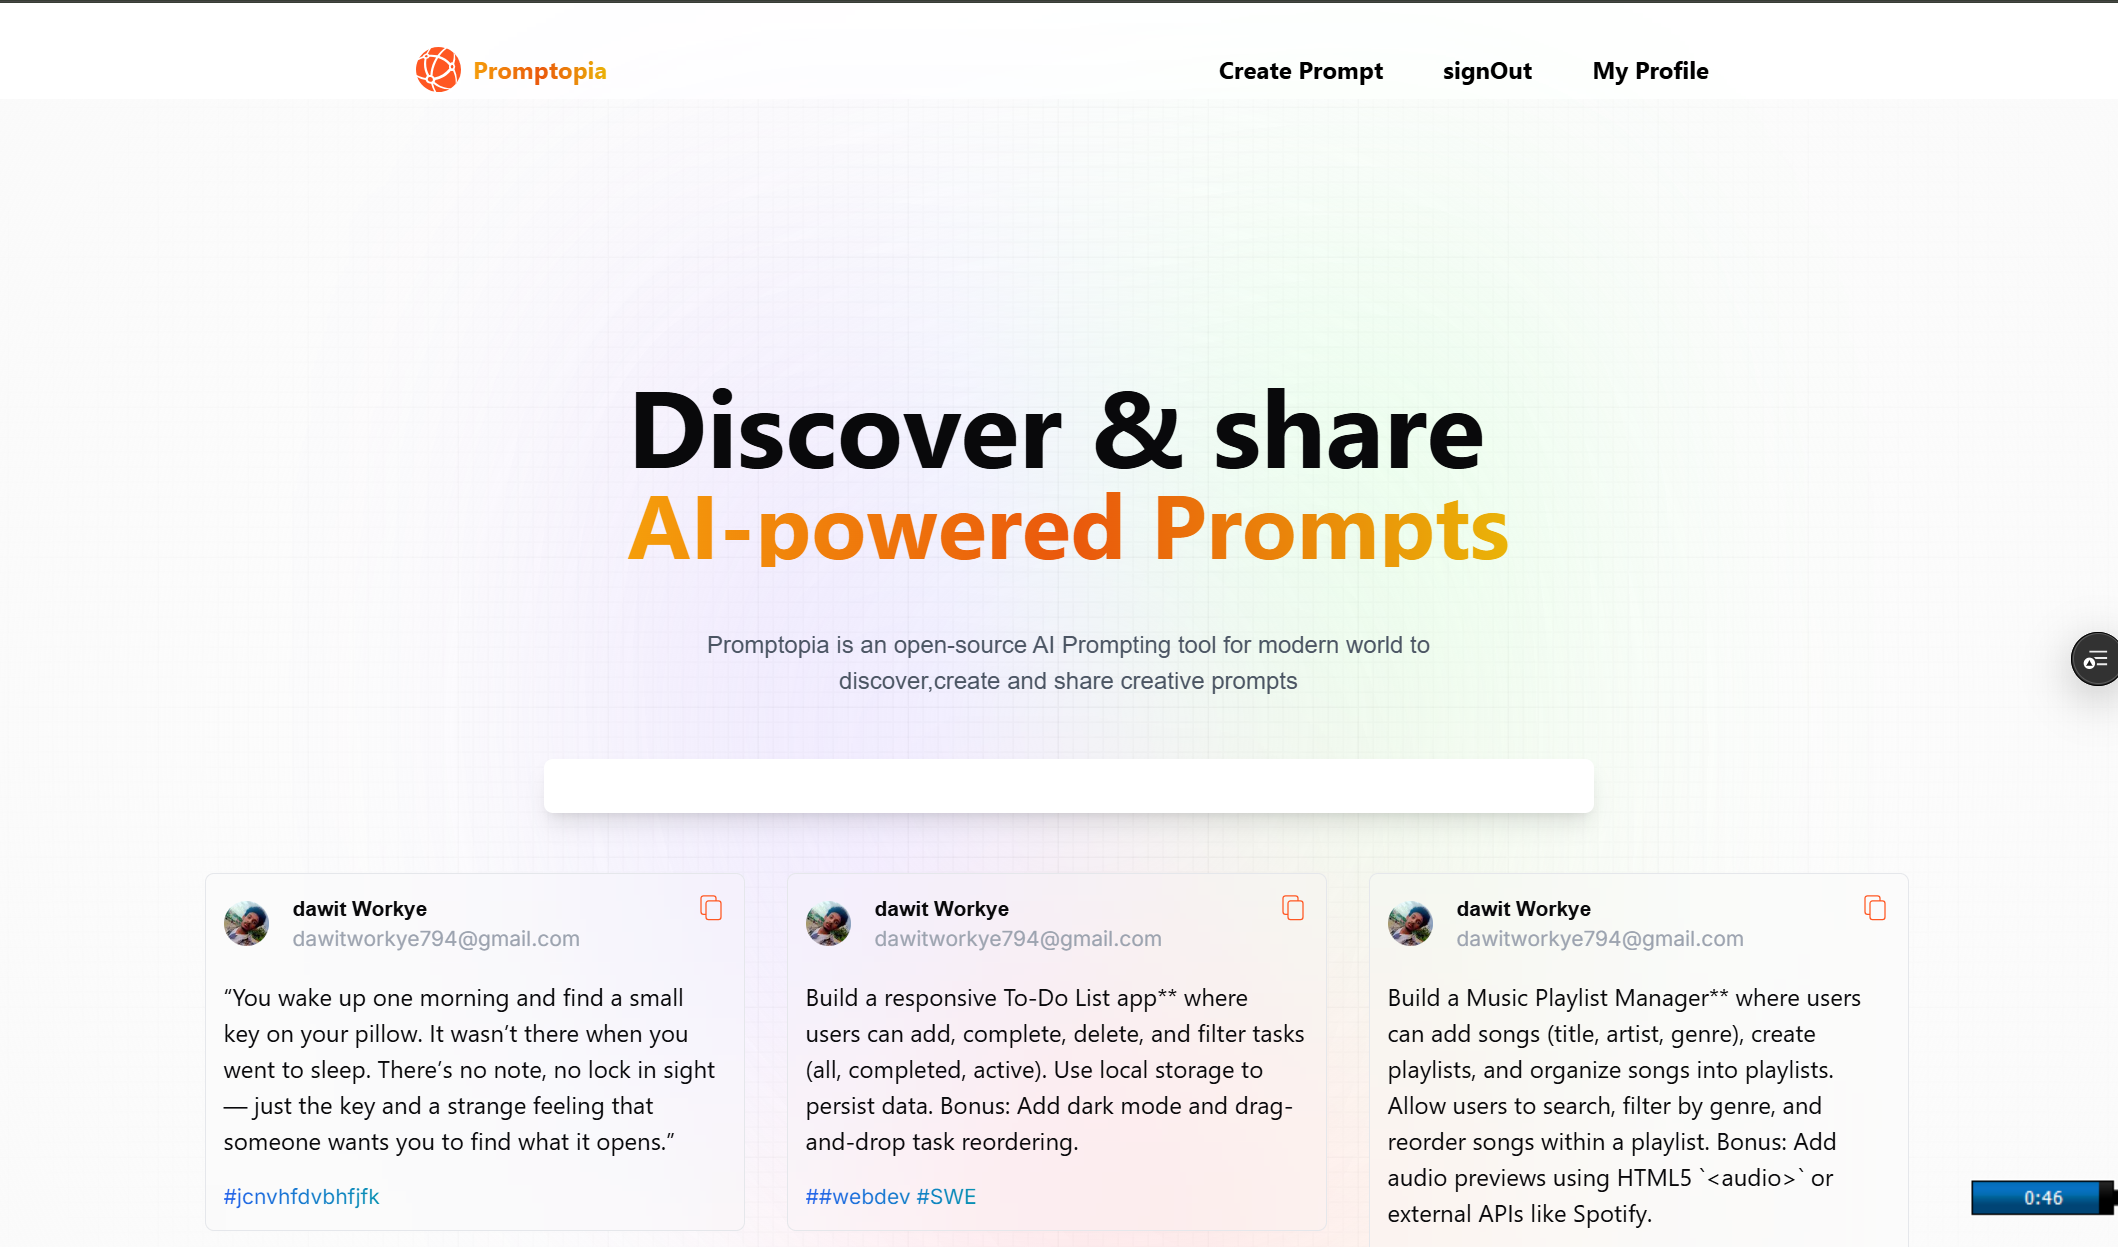 Promptopia
Create Prompt
signOut
My Profile
Discover & share
AI-powered Prompts
Promptopia is an open-source AI Prompting tool for modern world to
discover,create and share creative prompts
dawit Workye
dawitworkye794@gmail.com
“You wake up one morning and find a small
key on your pillow. It wasn’t there when you
went to sleep. There’s no note, no lock in sight
— just the key and a strange feeling that
someone wants you to find what it opens.”
#jcnvhfdvbhfjfk
dawit Workye
dawitworkye794@gmail.com
Build a responsive To-Do List app** where
users can add, complete, delete, and filter tasks
(all, completed, active). Use local storage to
persist data. Bonus: Add dark mode and drag-
and-drop task reordering.
##webdev #SWE
dawit Workye
dawitworkye794@gmail.com
Build a Music Playlist Manager** where users
can add songs (title, artist, genre), create
playlists, and organize songs into playlists.
Allow users to search, filter by genre, and
reorder songs within a playlist. Bonus: Add
audio previews using HTML5 `<audio>` or
external APIs like Spotify.
0:46